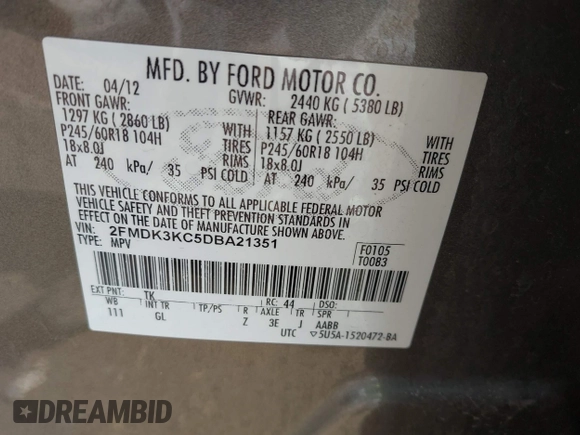 MFD. BY FORD MOTOR CO.
DATE: 04/12 GVWR: 2440 KG ( 5380 LB)
FRONT GAWR: REAR GAWR:
1297 KG ( 2860 LB) WITH 1157 KG ( 2550 LB) WITH
P245/60R18 104H TIRES P245/60R18 104H TIRES
18x8.0J RIMS 18x8.0J RIMS
AT 240 kPa/ 35 PSI COLD AT 240 kPa/ 35 PSI COLD
THIS VEHICLE CONFORMS TO ALL APPLICABLE FEDERAL MOTOR
VEHICLE SAFETY AND THEFT PREVENTION STANDARDS IN
EFFECT ON THE DATE OF MANUFACTURE SHOWN ABOVE.
VIN: 2FMDK3KC5DBA21351 F0105
TYPE: MPV T0083
EXT PNT: TK RC: 44 DSO:
WB INT TR TP/PS R AXLE TR SPR
111 GL Z 3E J AABB
UTC 5U5A-1520472-BA
DREAMBID